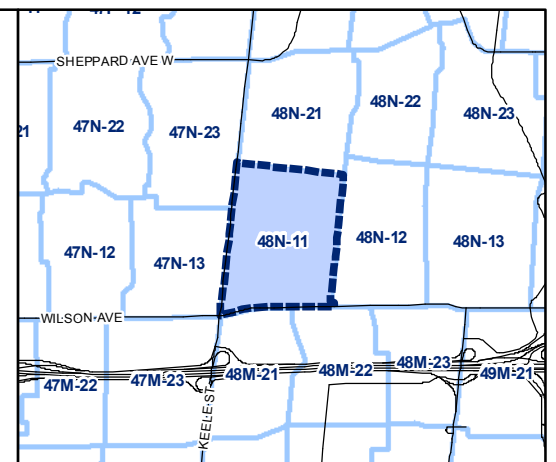 SHEPPARD AVE W
48N-22
48N-21
48N-23
21
47N-22
47N-23
48N-11
48N-12
48N-13
47N-12
47N-13
WILSON AVE
48M-23
48M-22
48M-21
49M-21
47M-23
47M-22
KEELE ST